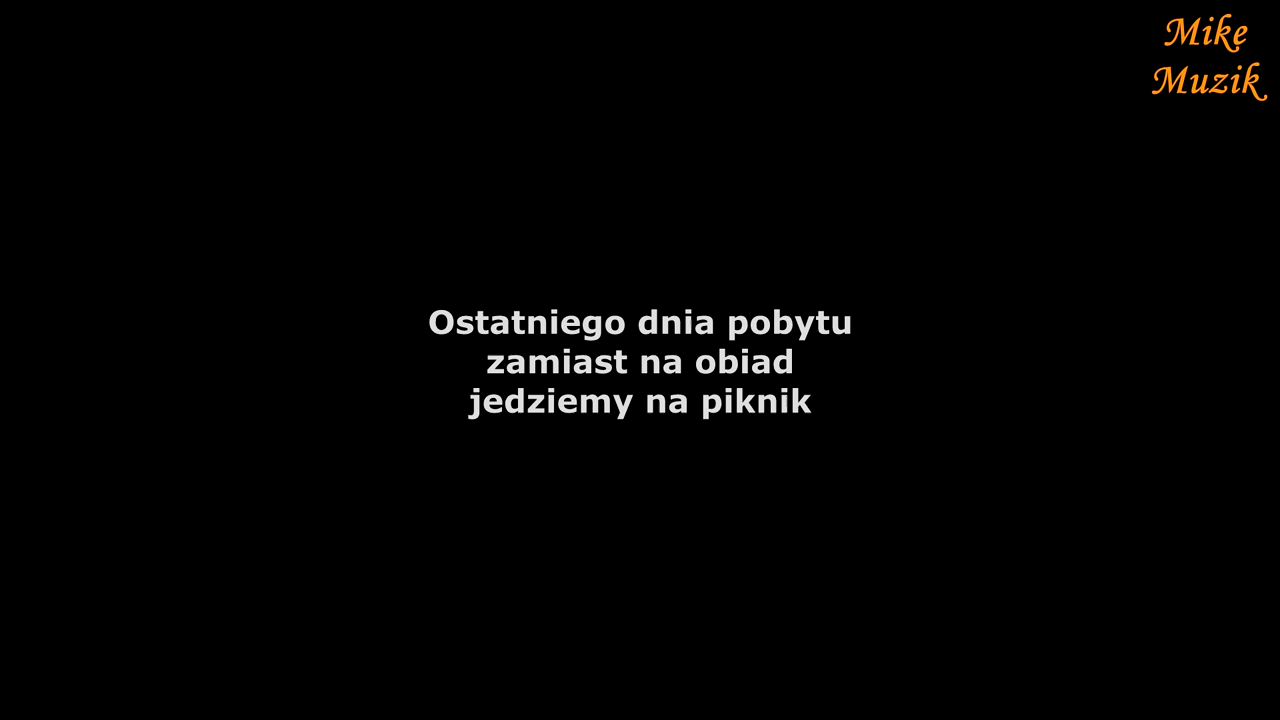 Mike
Muzik
Ostatniego dnia pobytu
zamiast na obiad
jedziemy na piknik